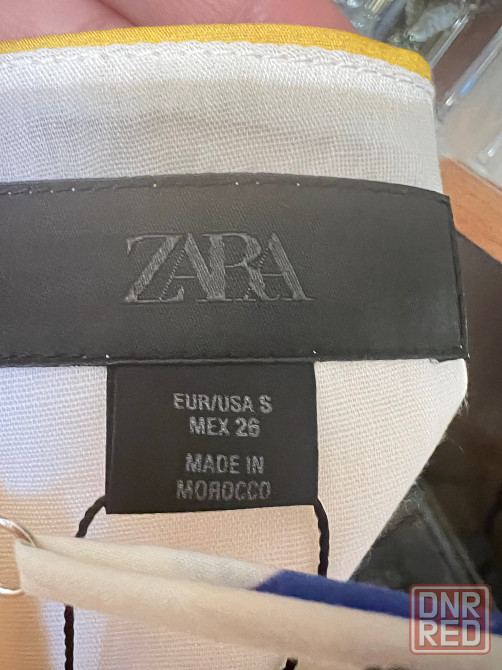 ZARA
EUR/USA S
MEX 26
MADE IN
MOROCCO
DNR
RED